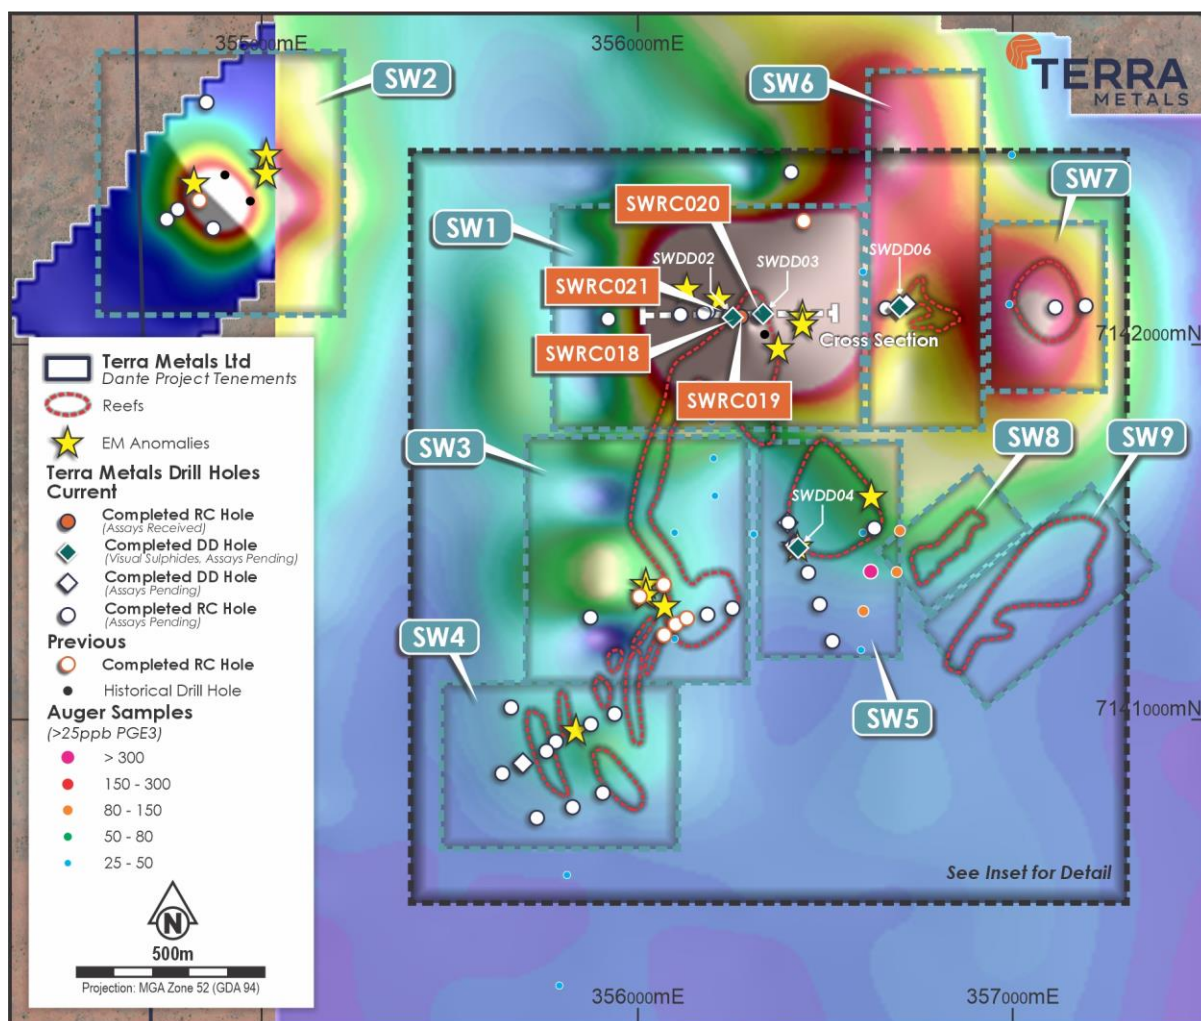 355000mE
356000mE
TERRA
METALS
SW2
SW6
SW7
SWRC020
SW1
SWDD02
SWDD03
SWDD06
SWRC021
7142000mN
SWRC018
Cross Section
SWRC019
Terra Metals Ltd
Dante Project Tenements
Reefs
EM Anomalies
Terra Metals Drill Holes
Current
Completed RC Hole
(Assays Received)
Completed DD Hole
(Visual Sulphides, Assays Pending)
Completed DD Hole
(Assays Pending)
Completed RC Hole
(Assays Pending)
Previous
Completed RC Hole
Historical Drill Hole
Auger Samples
(>25ppb PGE3)
> 300
150 - 300
80 - 150
50 - 80
25 - 50
N
500m
Projection: MGA Zone 52 (GDA 94)
SW3
SW8
SW9
SWDD04
SW4
SW5
7141000mN
See Inset for Detail
356000mE
357000mE